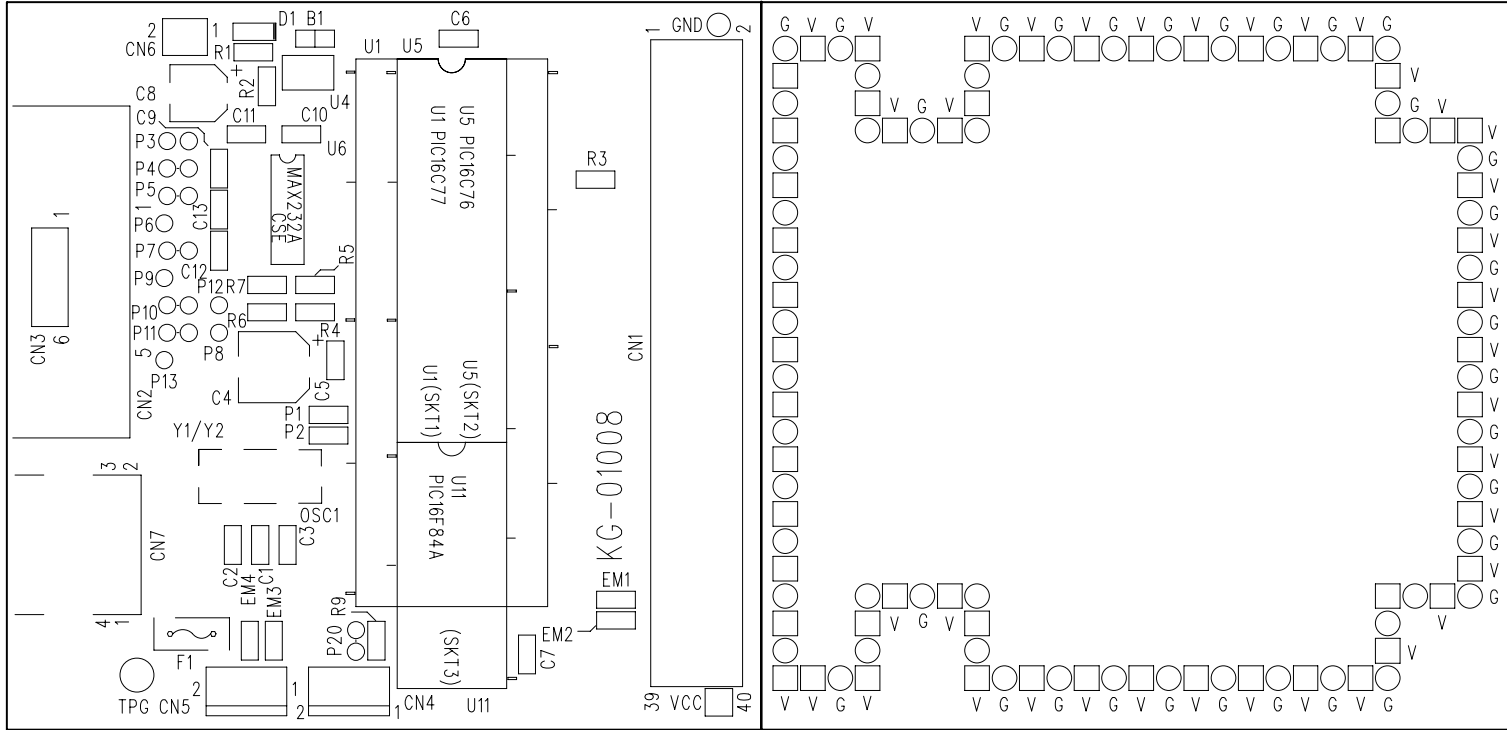 2 1 D1 B1 C6
CN6
R1
U1 U5
1 GND 2
+
R2
C8
U4
C9
C11 C10
U6
P3
P4
P5
1
P6
C13
P7
C12
P9
P12 R7
R5
P10
R6
R4
+
P11
P8
5
P13
C4
C5
CN3
1
6
CN2
MAX232A
CSE
U5 PIC16C76
U1 PIC16C77
R3
CN1
U5(SKT2)
U1(SKT1)
P1
P2
Y1/Y2
OSC1
3 2
CN7
4 1
C2
C1
C3
EM4
EM3
U11
PIC16F84A
KG-01008
EM1
EM2
R9
P20
F1
(SKT3)
C7
TPG CN5
2 1
2 1
CN4
U11
39 VCC 40
G V G V
V G V G V G V G V G V G V G V G
V
G V
V G V
V
G
V
G
V
G
V
G
V
G
V
G
V
G
V
G
V
G
V G V
V
V
V V G V
V G V G V G V G V G V G V G V G